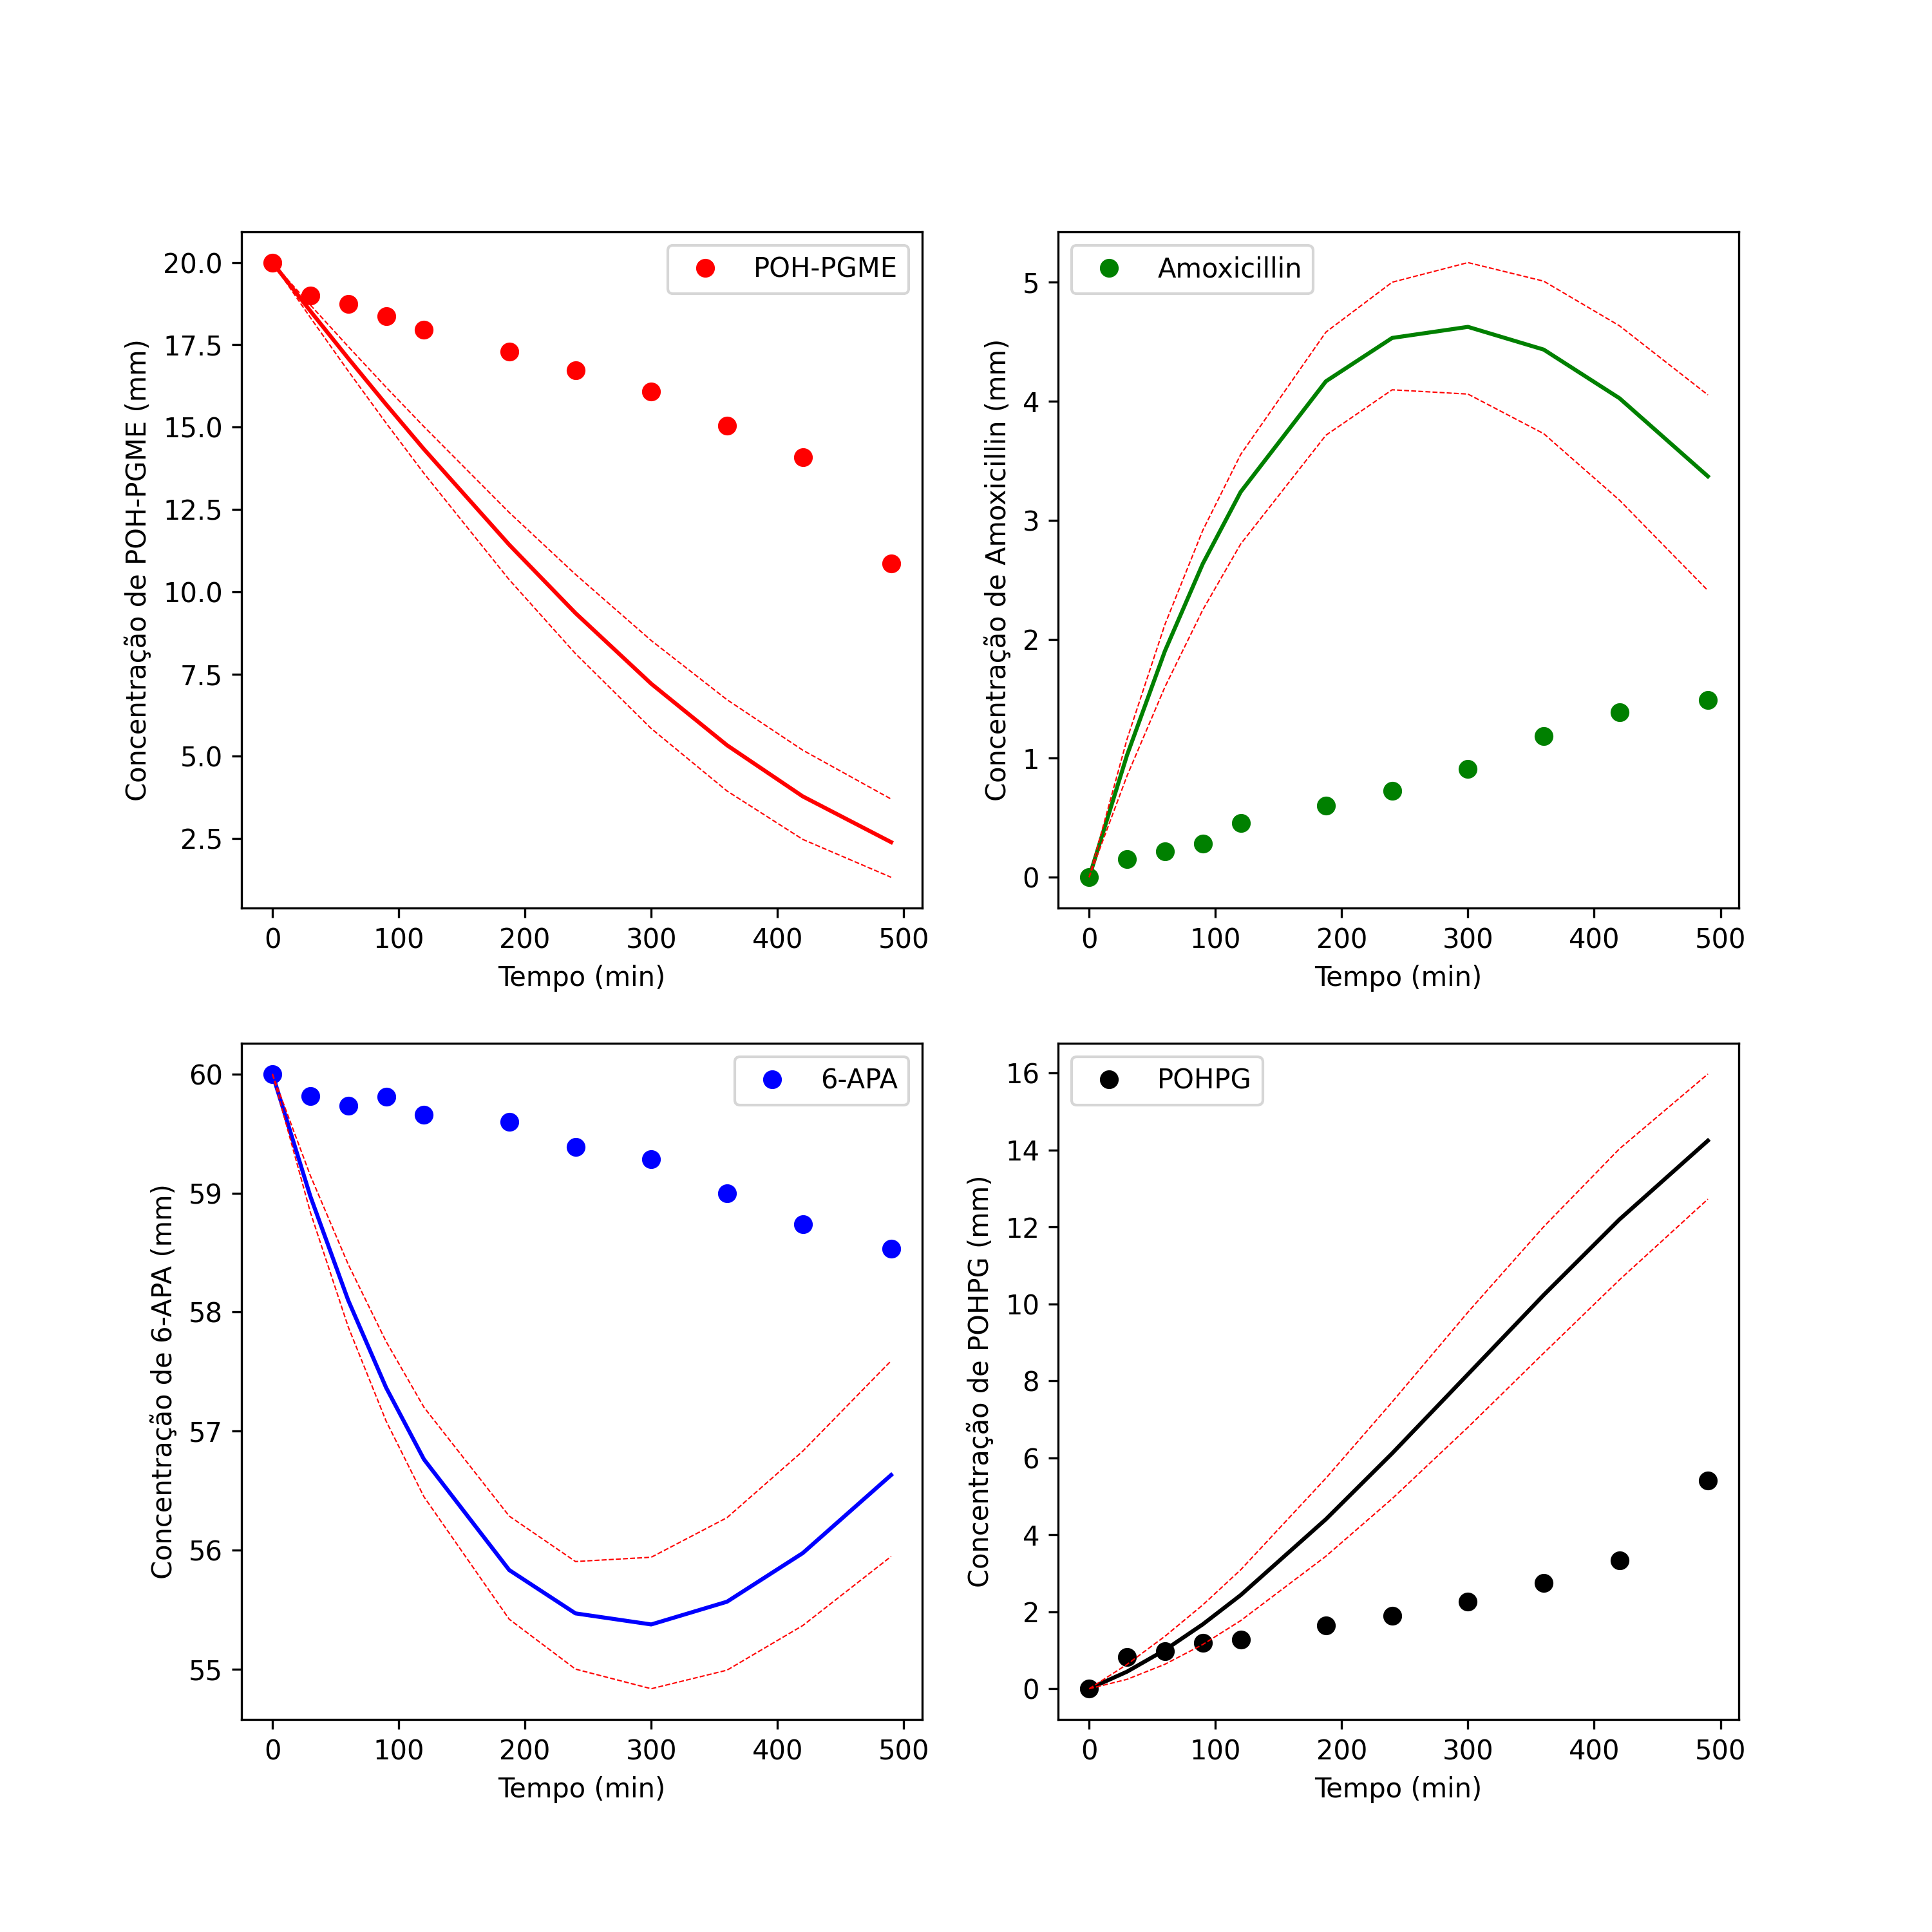 POH-PGME
Concentração de POH-PGME (mm)
20.0
17.5
15.0
12.5
10.0
7.5
5.0
2.5
0 100 200 300 400 500
Tempo (min)
Amoxicillin
Concentração de Amoxicillin (mm)
5
4
3
2
1
0
0 100 200 300 400 500
Tempo (min)
6-APA
Concentração de 6-APA (mm)
60
59
58
57
56
55
0 100 200 300 400 500
Tempo (min)
POHPG
Concentração de POHPG (mm)
16
14
12
10
8
6
4
2
0
0 100 200 300 400 500
Tempo (min)